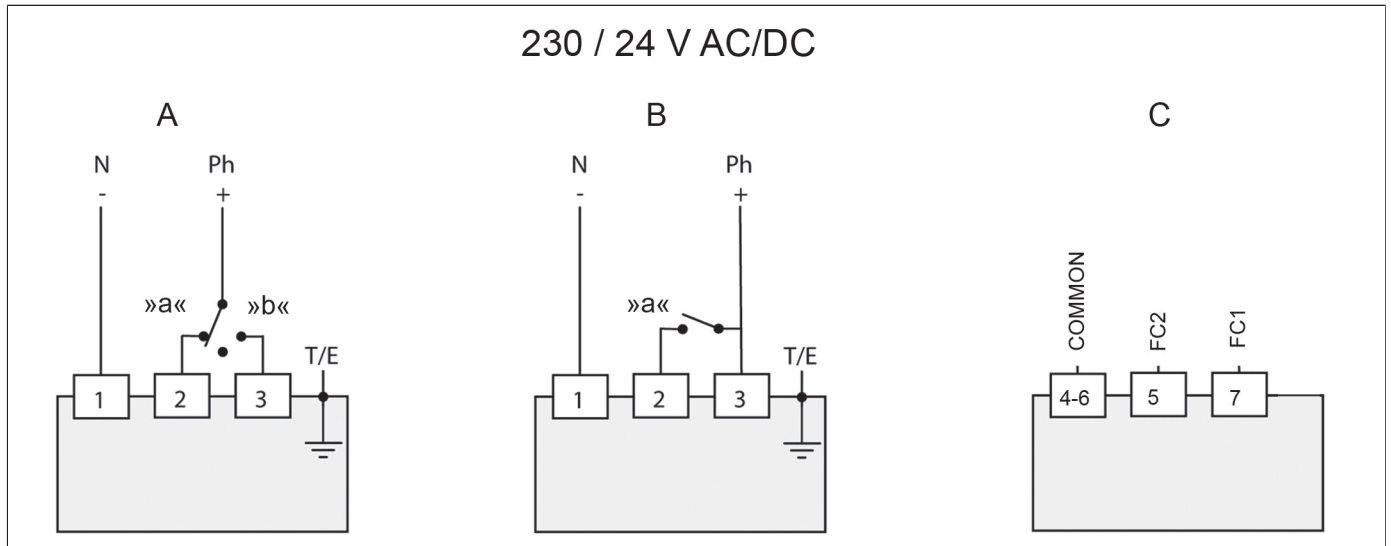 230 / 24 V AC/DC
A
N
Ph
-
+
»a«
»b«
T/E
1
2
3
B
N
Ph
-
+
»a«
T/E
1
2
3
C
COMMON
FC2
FC1
4-6
5
7